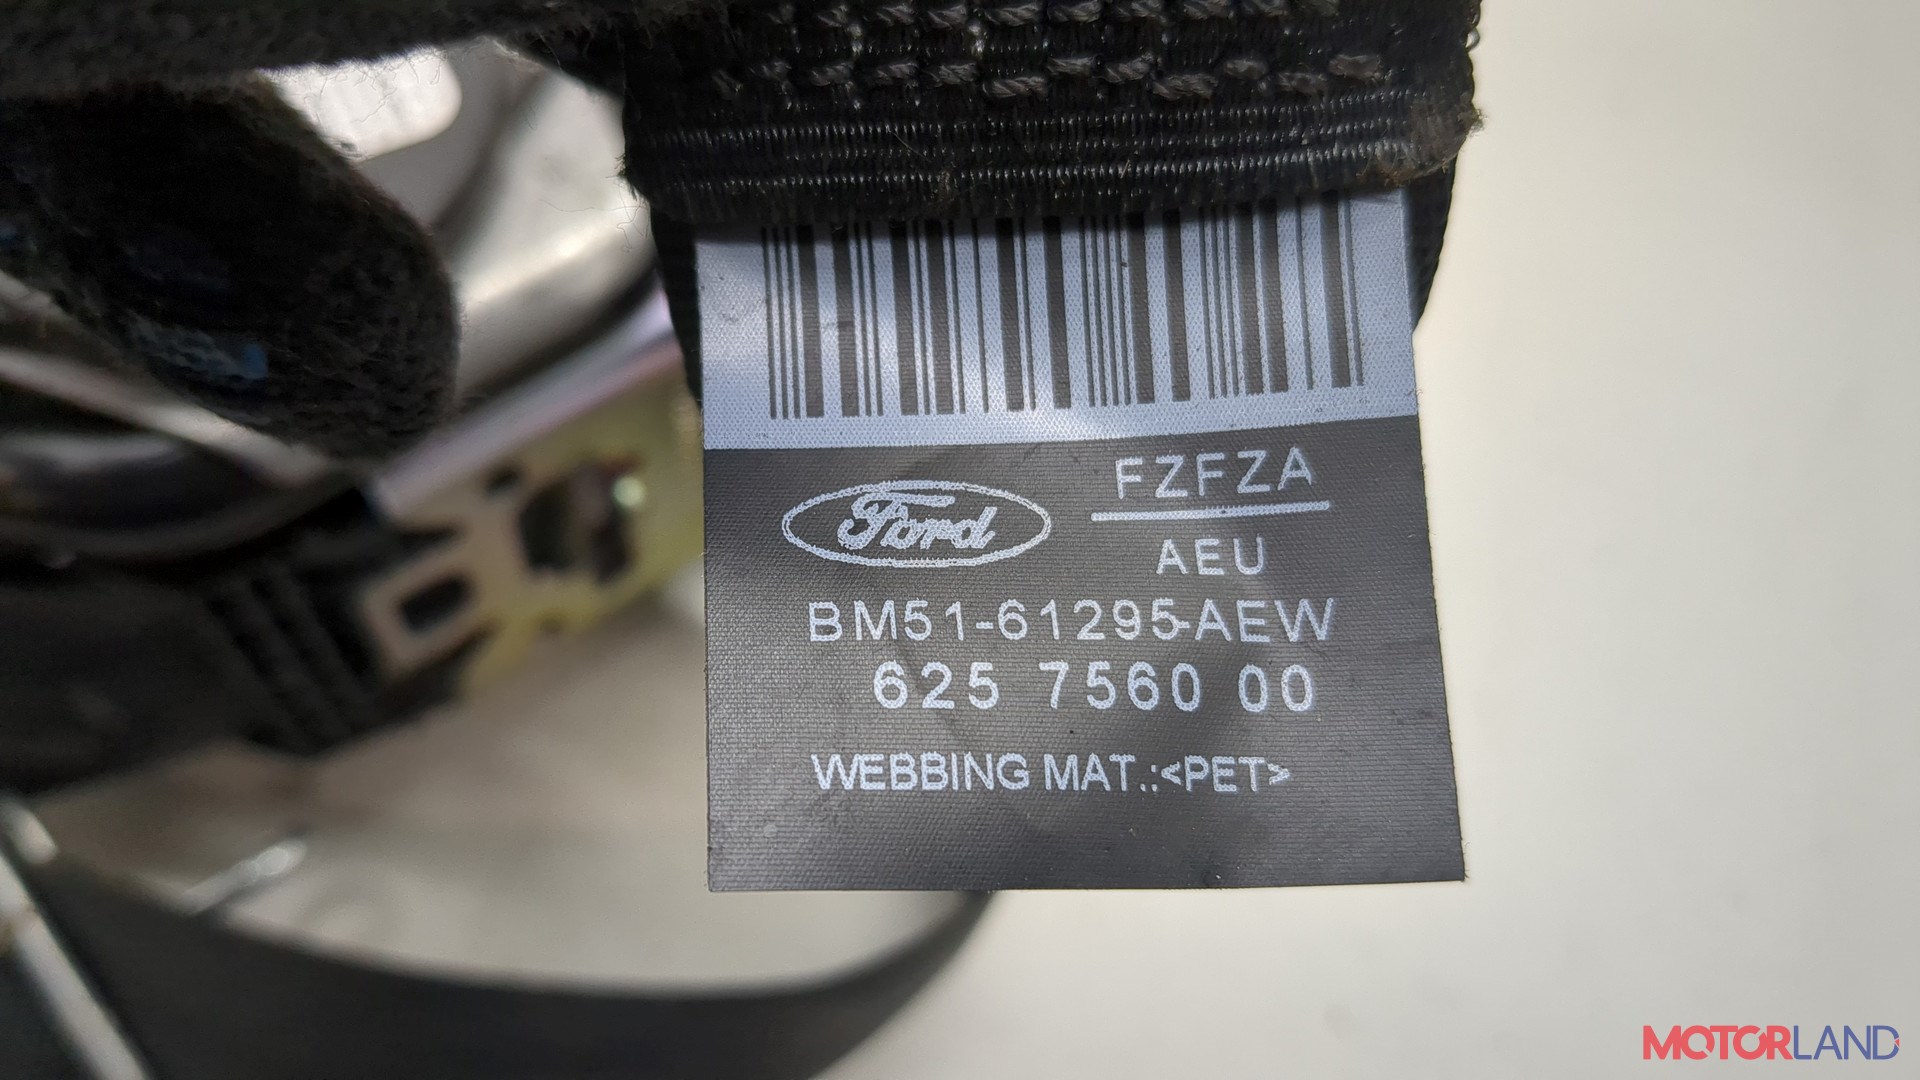 FZFZA
Ford
AEU
BM51-61295-AEW
625 7560 00
WEBBING MAT.:<PET>
MOTORLAND